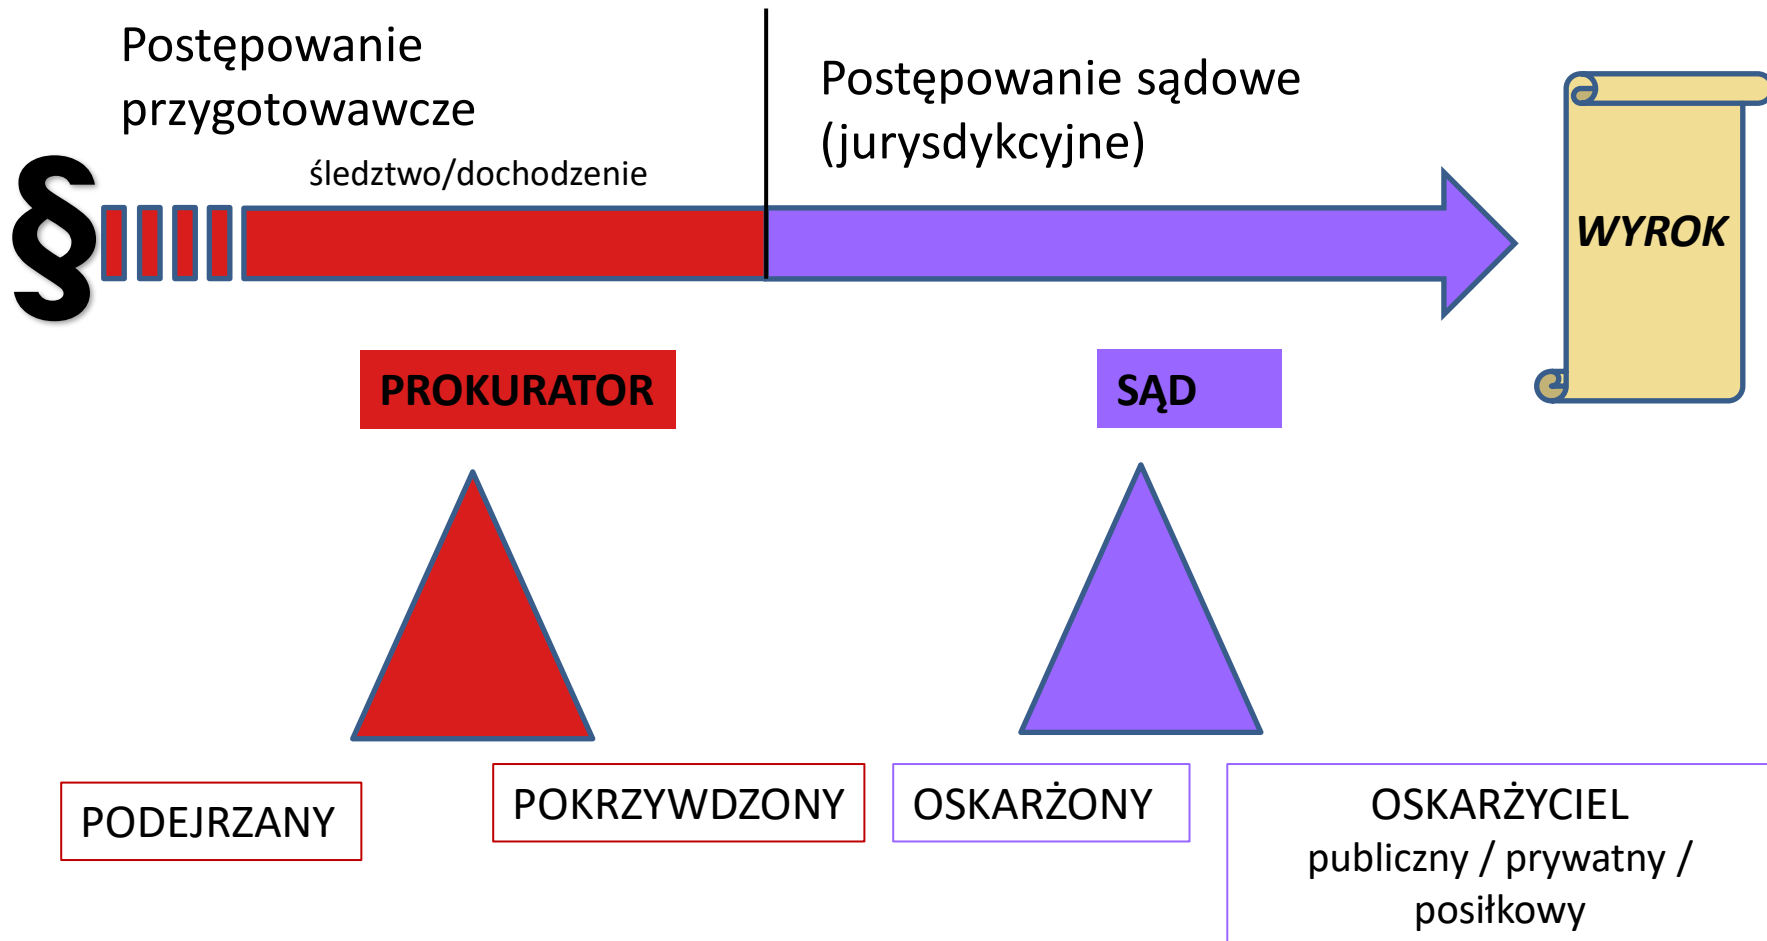 Postępowanie
przygotowawcze
śledztwo/dochodzenie
Postępowanie sądowe
(jurysdykcyjne)
§
WYROK
PROKURATOR
SĄD
PODEJRZANY
POKRZYWDZONY
OSKARŻONY
OSKARŻYCIEL
publiczny / prywatny /
posiłkowy